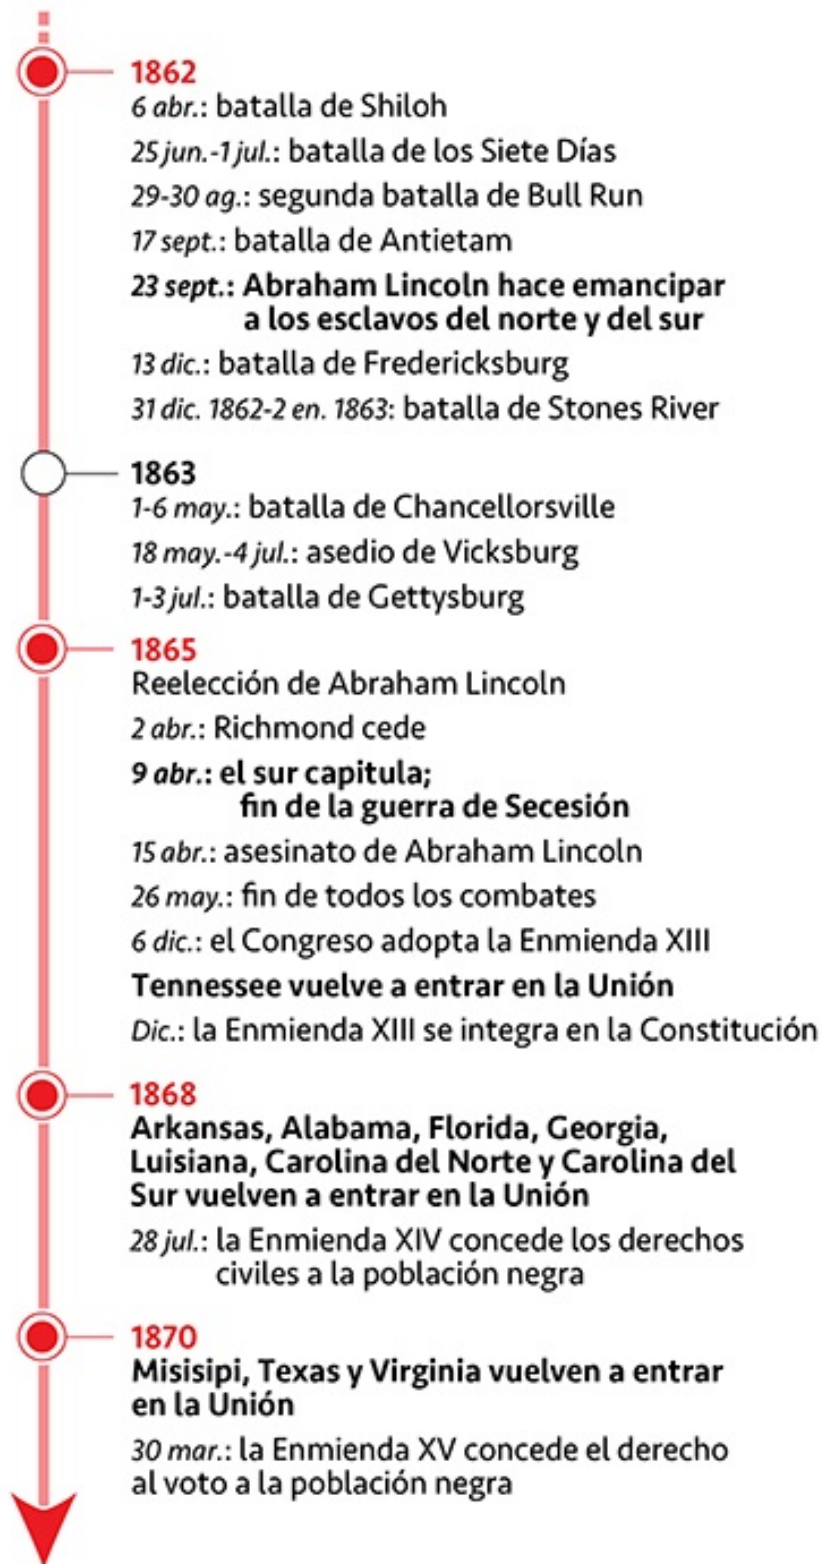 1862
6 abr.: batalla de Shiloh
25 jun.-1 jul.: batalla de los Siete Días
29-30 ag.: segunda batalla de Bull Run
17 sept.: batalla de Antietam
23 sept.: Abraham Lincoln hace emancipar
a los esclavos del norte y del sur
13 dic.: batalla de Fredericksburg
31 dic. 1862-2 en. 1863: batalla de Stones River
1863
1-6 may.: batalla de Chancellorsville
18 may.-4 jul.: asedio de Vicksburg
1-3 jul.: batalla de Gettysburg
1865
Reelección de Abraham Lincoln
2 abr.: Richmond cede
9 abr.: el sur capitula;
fin de la guerra de Secesión
15 abr.: asesinato de Abraham Lincoln
26 may.: fin de todos los combates
6 dic.: el Congreso adopta la Enmienda XIII
Tennessee vuelve a entrar en la Unión
Dic.: la Enmienda XIII se integra en la Constitución
1868
Arkansas, Alabama, Florida, Georgia,
Luisiana, Carolina del Norte y Carolina del
Sur vuelven a entrar en la Unión
28 jul.: la Enmienda XIV concede los derechos
civiles a la población negra
1870
Misisipi, Texas y Virginia vuelven a entrar
en la Unión
30 mar.: la Enmienda XV concede el derecho
al voto a la población negra